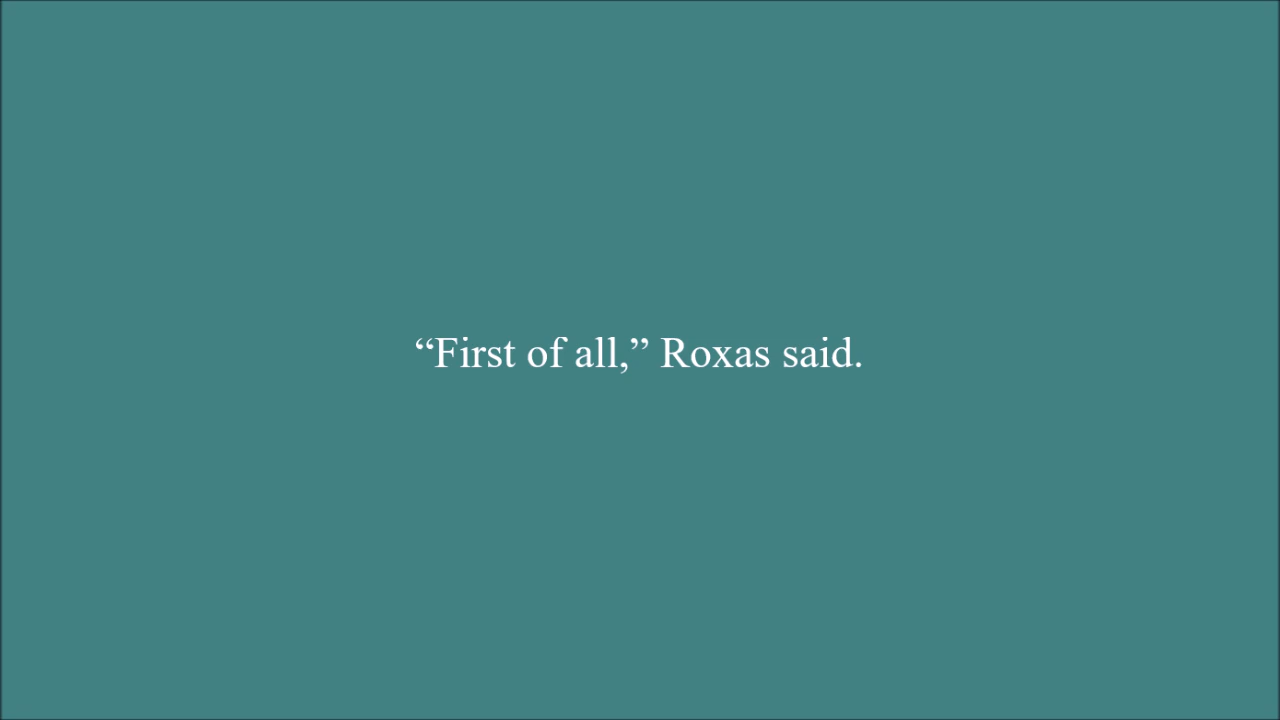 “First of all,” Roxas said.